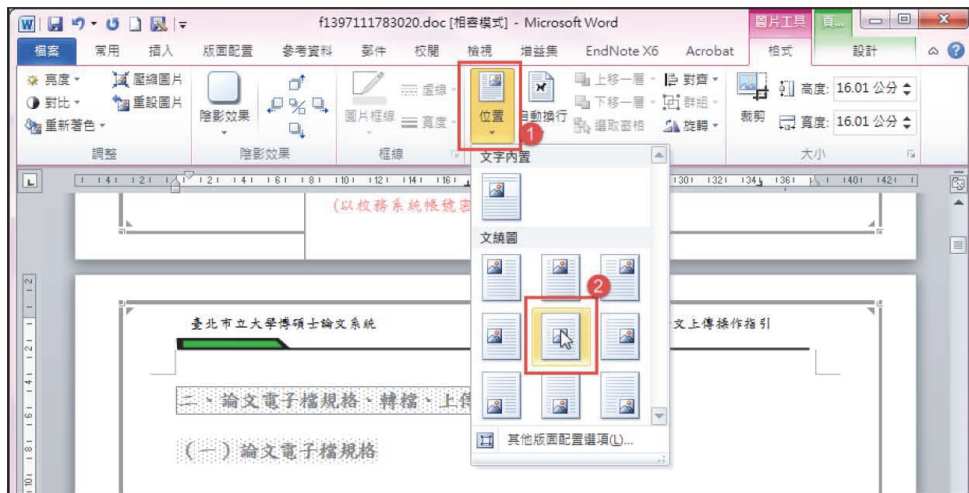 f1397111783020.doc [相容模式] - Microsoft Word
圖片工具 頁...
檔案 常用 插入 版面配置 參考資料 郵件 校閱 檢視 增益集 EndNote X6 Acrobat 格式 設計
亮度 壓縮圖片 陰影效果 圖片框線 虛線 位置 自動換行 上移一層 對齊 裁剪 高度: 16.01 公分
對比 重設圖片 寬度 下移一層 群組 寬度: 16.01 公分
重新著色 選取窗格 旋轉
1
調整 陰影效果 框線 大小
文字內置
(以校務系統帳號密
文繞圖
2
臺北市立大學博碩士論文系統 文上傳操作指引
二、論文電子檔規格、轉檔、上傳
(一)論文電子檔規格
其他版面配置選項(L)...